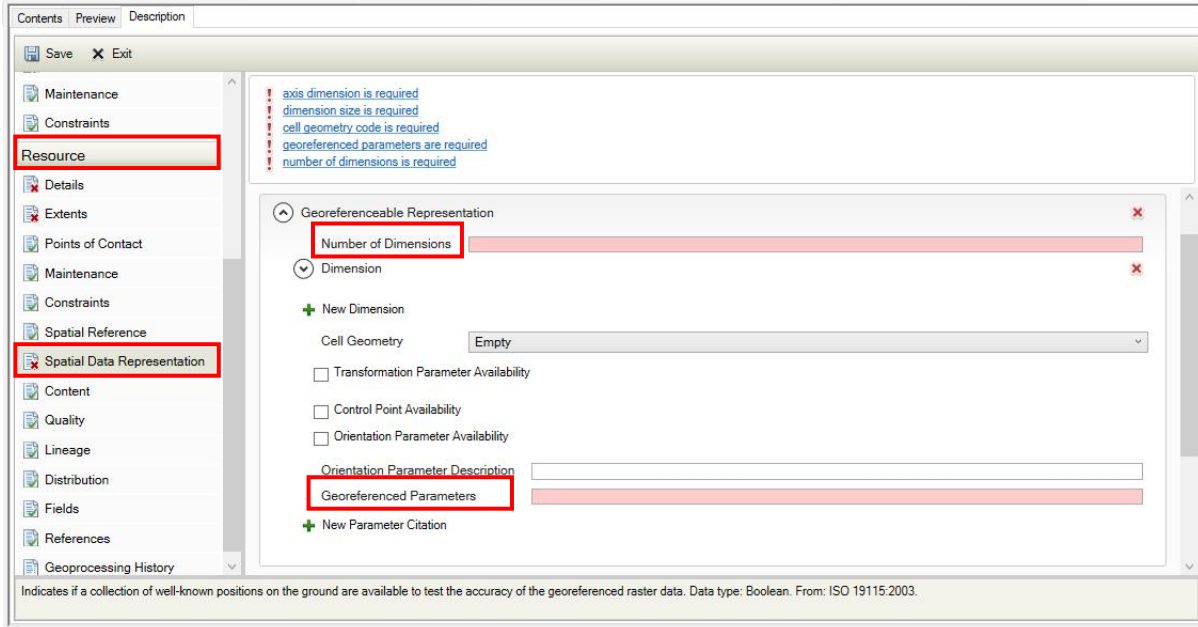 Contents Preview Description
Save Exit
Maintenance
Constraints
Resource
Details
Extents
Points of Contact
Maintenance
Constraints
Spatial Reference
Spatial Data Representation
Content
Quality
Lineage
Distribution
Fields
References
Geoprocessing History
axis dimension is required
dimension size is required
cell geometry code is required
georeferenced parameters are required
number of dimensions is required
Georeferenceable Representation
Number of Dimensions
Dimension
New Dimension
Cell Geometry Empty
Transformation Parameter Availability
Control Point Availability
Orientation Parameter Availability
Orientation Parameter Description
Georeferenced Parameters
New Parameter Citation
Indicates if a collection of well-known positions on the ground are available to test the accuracy of the georeferenced raster data. Data type: Boolean. From: ISO 19115:2003.